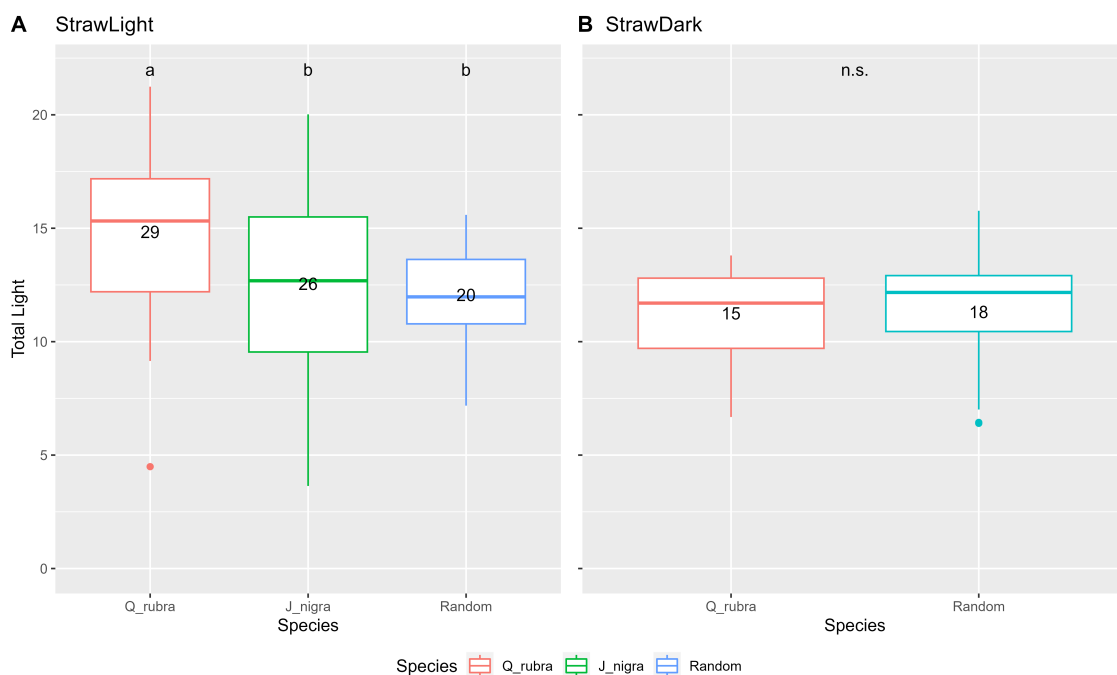 A StrawLight
B StrawDark
a b b
n.s.
Total Light
20
15
10
5
0
29
26
20
15
18
Q_rubra J_nigra Random
Species
Q_rubra Random
Species
Species Q_rubra J_nigra Random